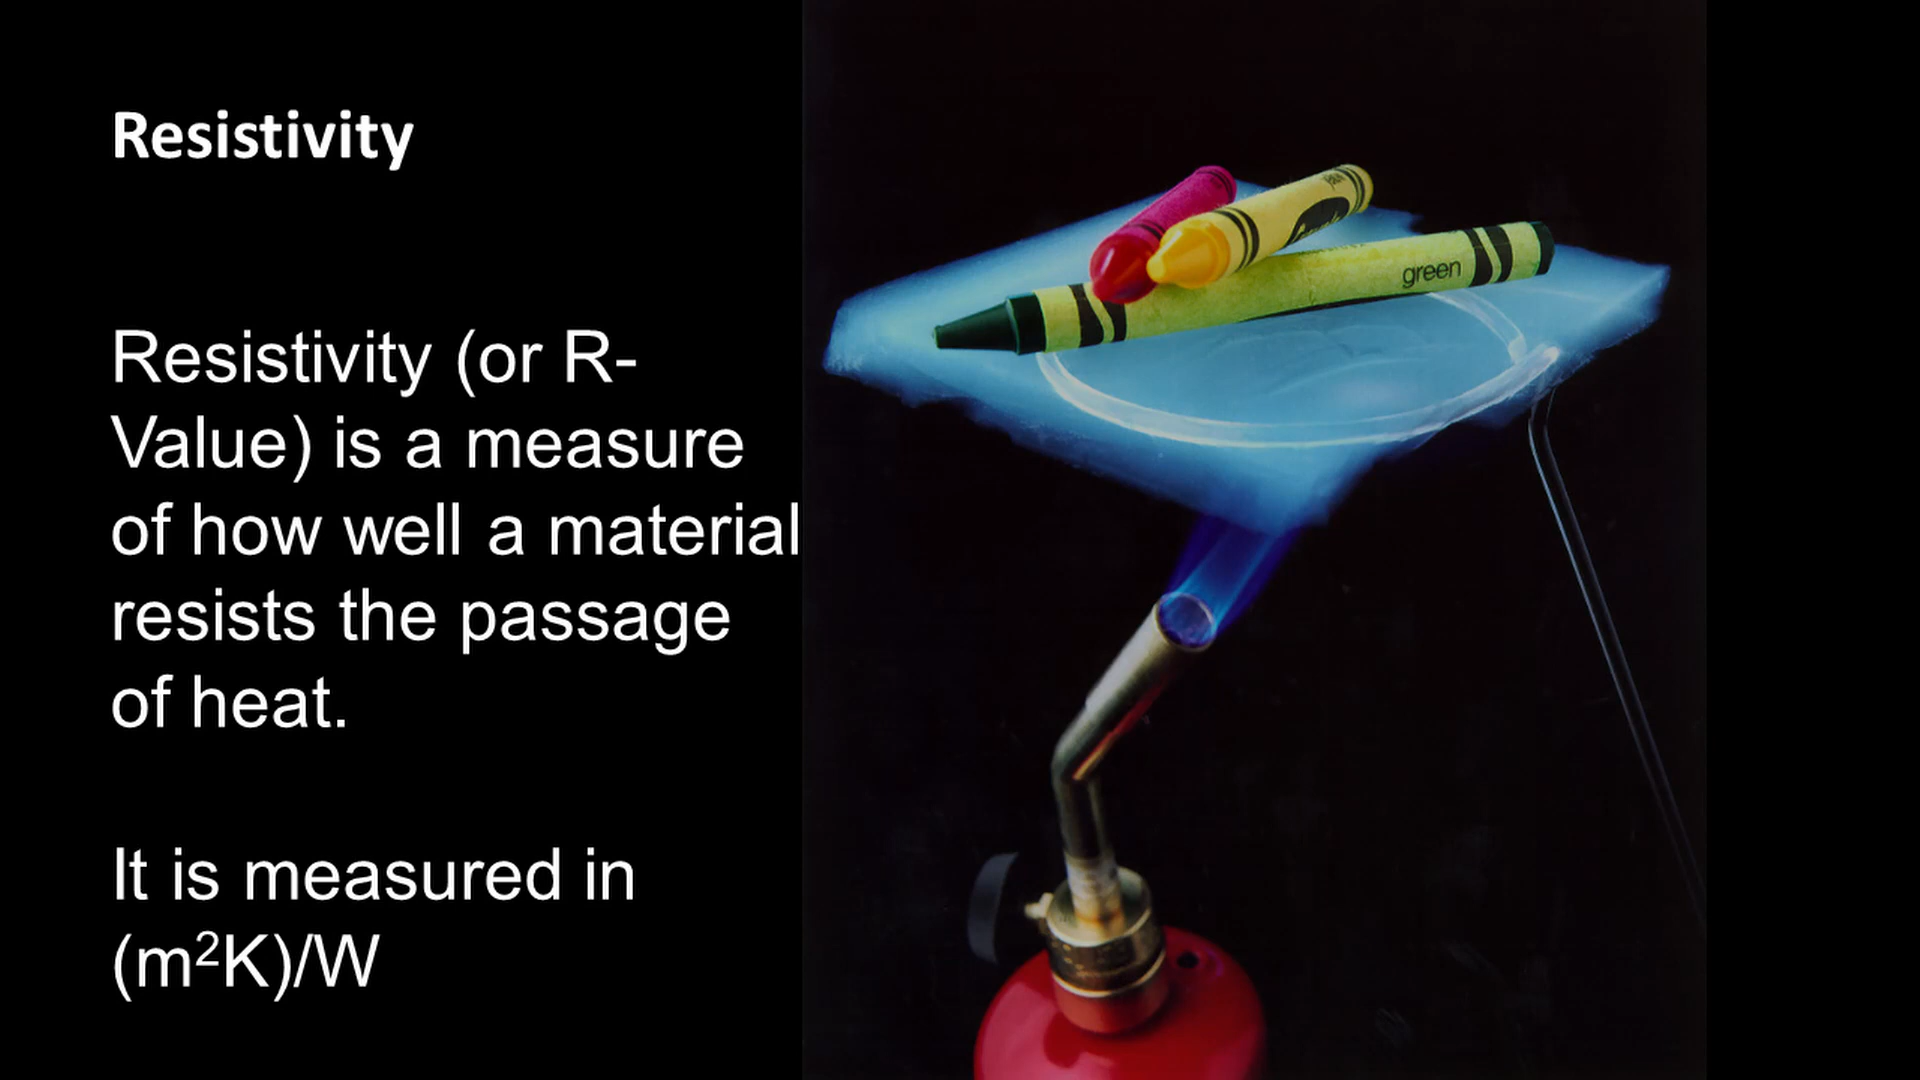 Resistivity
Resistivity (or R-
Value) is a measure
of how well a material
resists the passage
of heat.
It is measured in
(m²K)/W
green